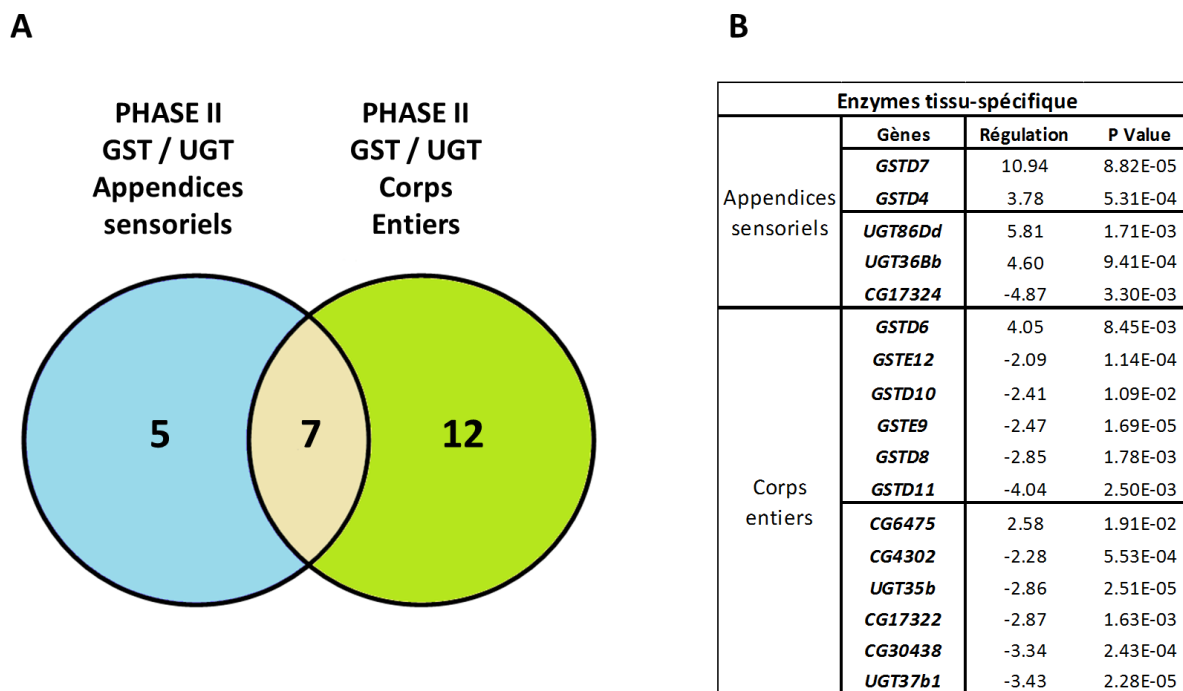 A
B
PHASE II
GST / UGT
Appendices
sensoriels
PHASE II
GST / UGT
Corps
Entiers
5
7
12
Enzymes tissu-spécifique
Gènes Régulation P Value
Appendices
sensoriels
GSTD7 10.94 8.82E-05
GSTD4 3.78 5.31E-04
UGT86Dd 5.81 1.71E-03
UGT36Bb 4.60 9.41E-04
CG17324 -4.87 3.30E-03
Corps
entiers
GSTD6 4.05 8.45E-03
GSTE12 -2.09 1.14E-04
GSTD10 -2.41 1.09E-02
GSTE9 -2.47 1.69E-05
GSTD8 -2.85 1.78E-03
GSTD11 -4.04 2.50E-03
CG6475 2.58 1.91E-02
CG4302 -2.28 5.53E-04
UGT35b -2.86 2.51E-05
CG17322 -2.87 1.63E-03
CG30438 -3.34 2.43E-04
UGT37b1 -3.43 2.28E-05